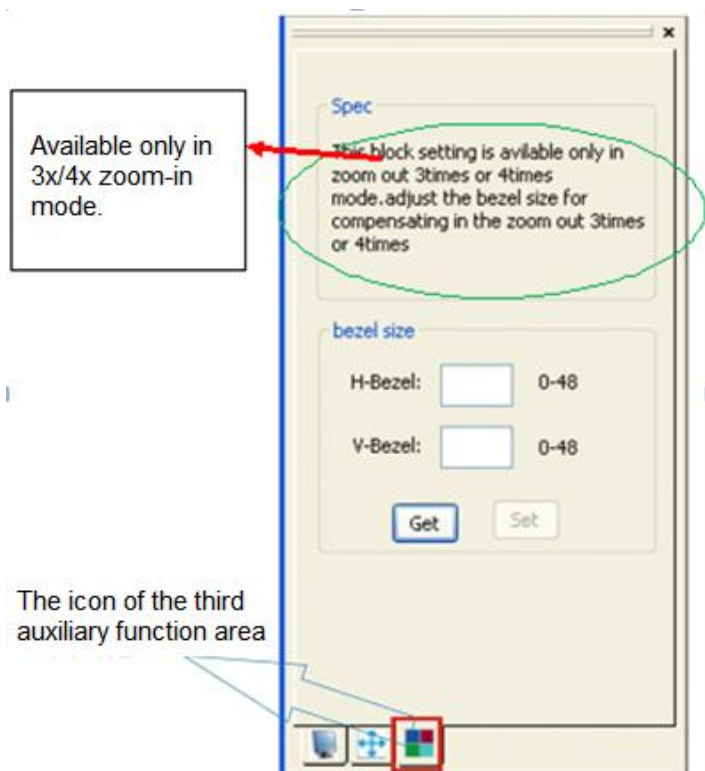 Available only in
3x/4x zoom-in
mode.
Spec
This block setting is avilable only in
zoom out 3times or 4times
mode.adjust the bezel size for
compensating in the zoom out 3times
or 4times
bezel size
H-Bezel: 0-48
V-Bezel: 0-48
Get Set
The icon of the third
auxiliary function area